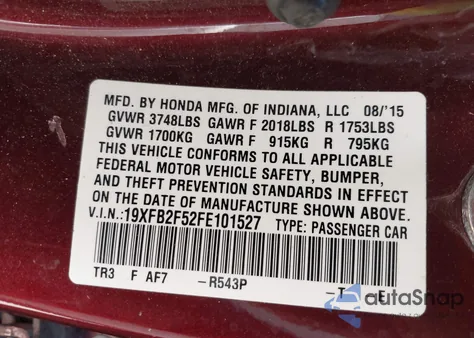 MFD. BY HONDA MFG. OF INDIANA, LLC 08/'15
GVWR 3748LBS GAWR F 2018LBS R 1753LBS
GVWR 1700KG GAWR F 915KG R 795KG
THIS VEHICLE CONFORMS TO ALL APPLICABLE
FEDERAL MOTOR VEHICLE SAFETY, BUMPER,
AND THEFT PREVENTION STANDARDS IN EFFECT
ON THE DATE OF MANUFACTURE SHOWN ABOVE.
V.I.N.:19XFB2F52FE101527 TYPE: PASSENGER CAR
TR3 F AF7 -R543P -T E
autoSnap